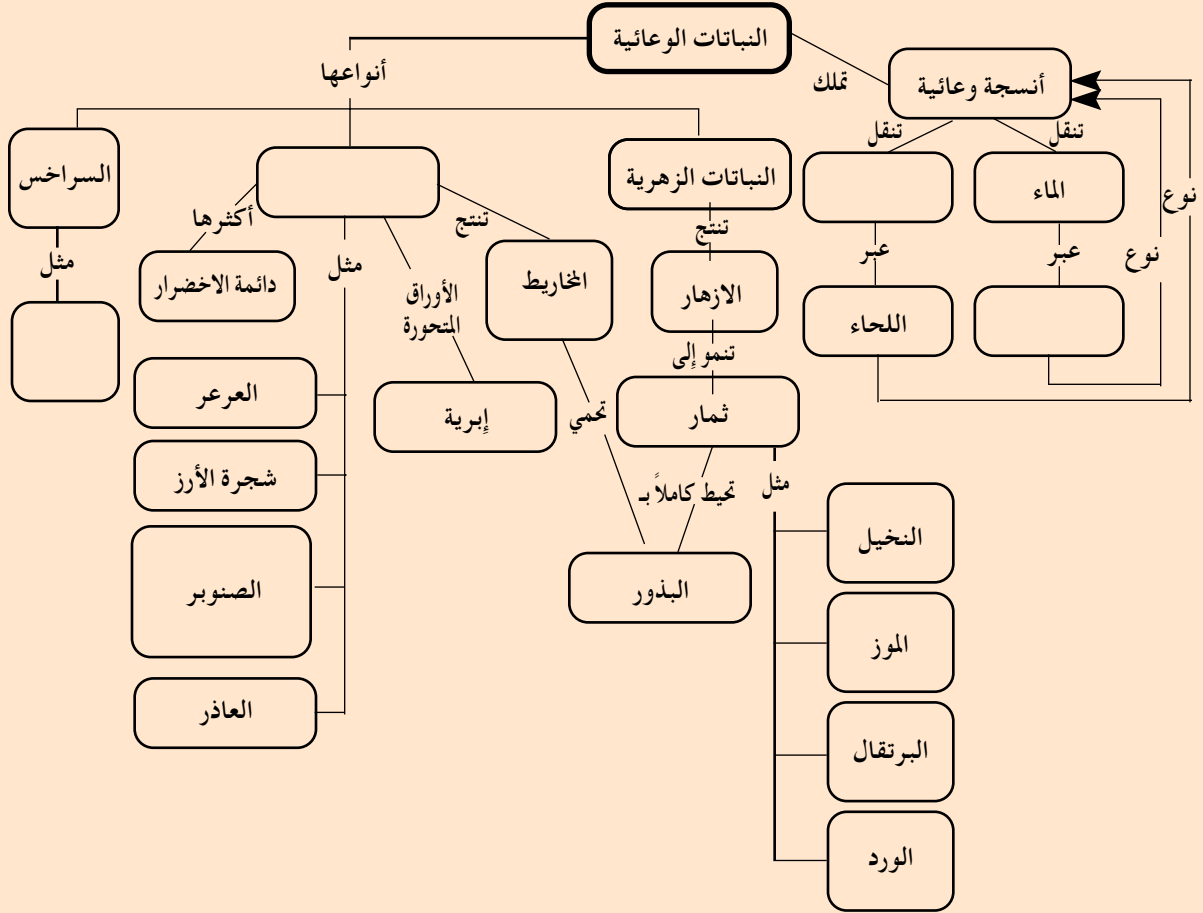 النباتات الوعائية
تملك
أنسجة وعائية
تنقل
تنقل
الماء
عبر
عبر
اللحاء
نوع
نوع
أنواعها
النباتات الزهرية
تنتج
الازهار
تنمو إلى
ثمار
تحيط كاملاً بـ
مثل
البذور
النخيل
الموز
البرتقال
الورد
تنتج
المخاريط
تحمي
الأوراق
المتحورة
إبرية
مثل
أكثرها
دائمة الاخضرار
العرعر
شجرة الأرز
الصنوبر
العاذر
السراخس
مثل